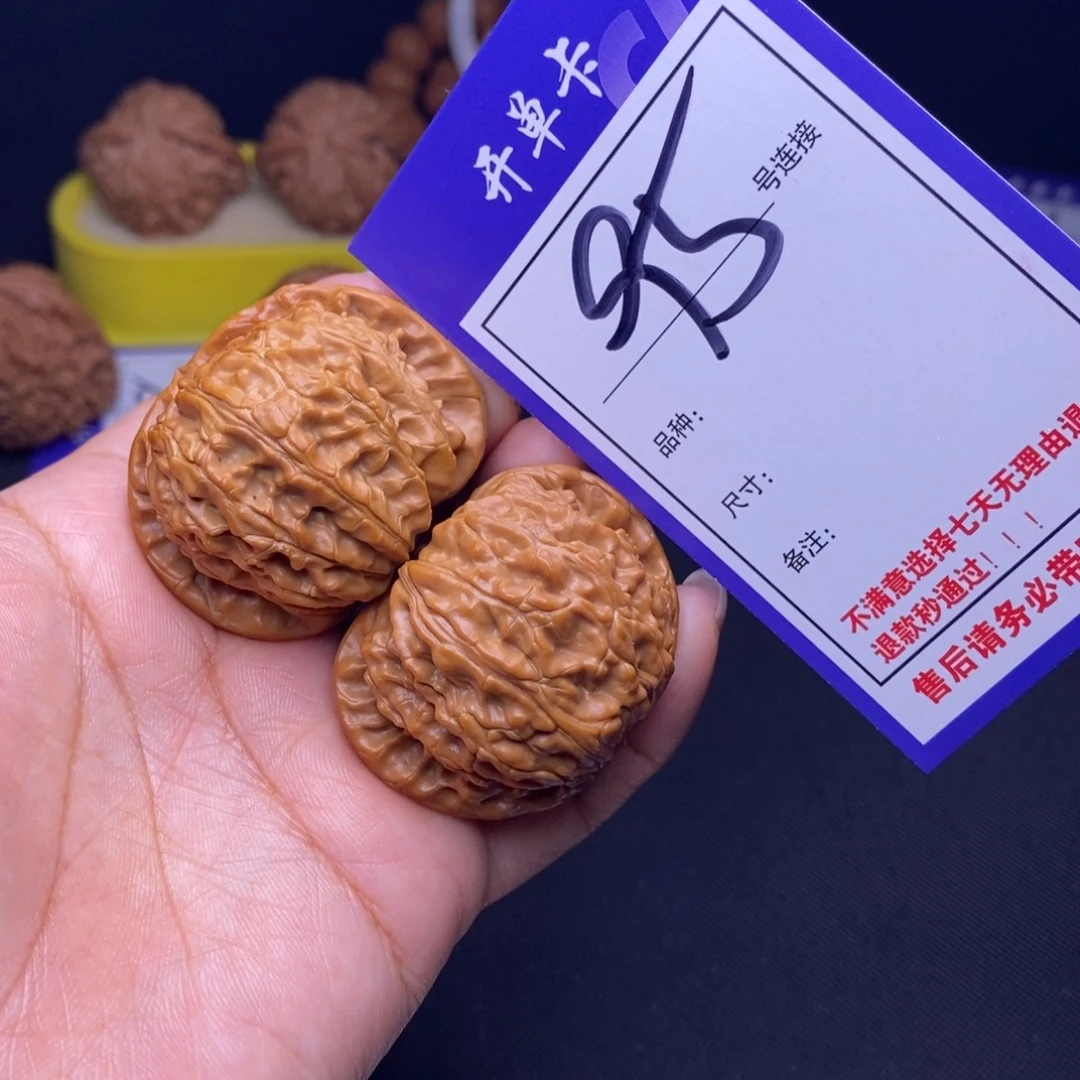 开单卡
95 号连接
品种：
尺寸：
备注：
不满意选择七天无理由退
退款秒通过！！！
售后请务必带